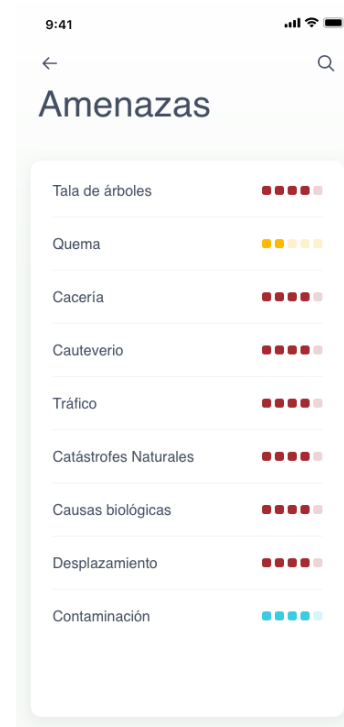 9:41
Amenazas
Tala de árboles
Quema
Cacería
Cauteverio
Tráfico
Catástrofes Naturales
Causas biológicas
Desplazamiento
Contaminación